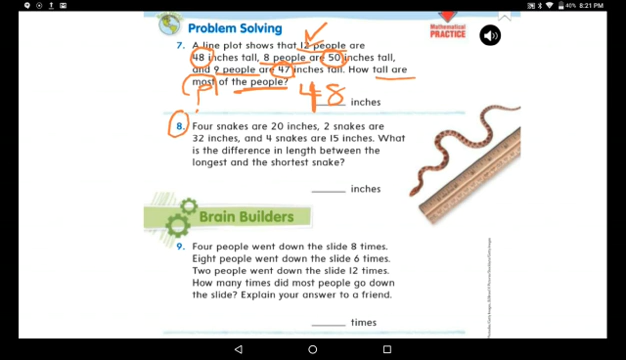 40% 8:21 PM
Problem Solving
Mathematical
PRACTICE
7. A line plot shows that 12 people are
48 inches tall, 8 people are 50 inches tall,
and 9 people are 47 inches tall. How tall are
most of the people?
48 inches
8. Four snakes are 20 inches, 2 snakes are
32 inches, and 4 snakes are 15 inches. What
is the difference in length between the
longest and the shortest snake?
inches
Brain Builders
9. Four people went down the slide 8 times.
Eight people went down the slide 6 times.
Two people went down the slide 12 times.
How many times did most people go down
the slide? Explain your answer to a friend.
times